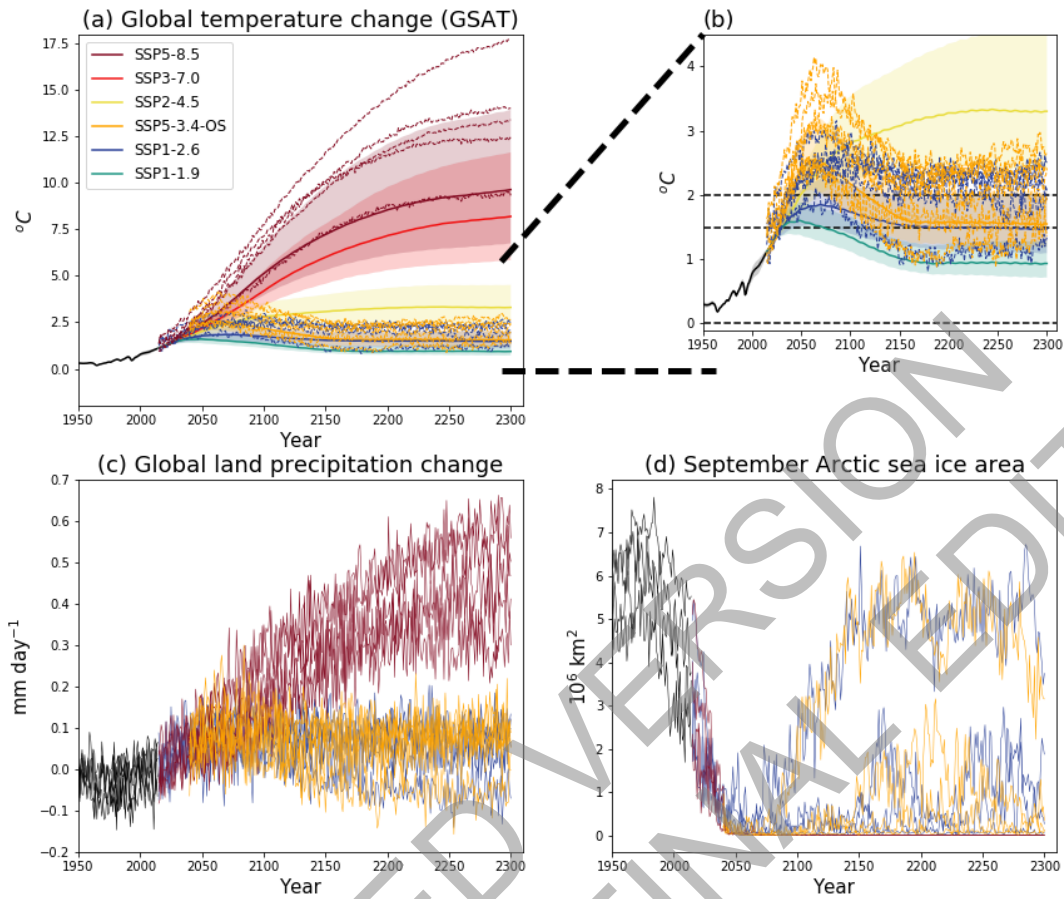 (a) Global temperature change (GSAT)
17.5
15.0
12.5
10.0
7.5
5.0
2.5
0.0
°C
SSP5-8.5
SSP3-7.0
SSP2-4.5
SSP5-3.4-OS
SSP1-2.6
SSP1-1.9
1950 2000 2050 2100 2150 2200 2250 2300
Year
(b)
4
3
2
1
0
°C
1950 2000 2050 2100 2150 2200 2250 2300
Year
(c) Global land precipitation change
0.7
0.6
0.5
0.4
0.3
0.2
0.1
0.0
−0.1
−0.2
mm day⁻¹
1950 2000 2050 2100 2150 2200 2250 2300
Year
(d) September Arctic sea ice area
8
7
6
5
4
3
2
1
0
10⁶ km²
1950 2000 2050 2100 2150 2200 2250 2300
Year
VERSION